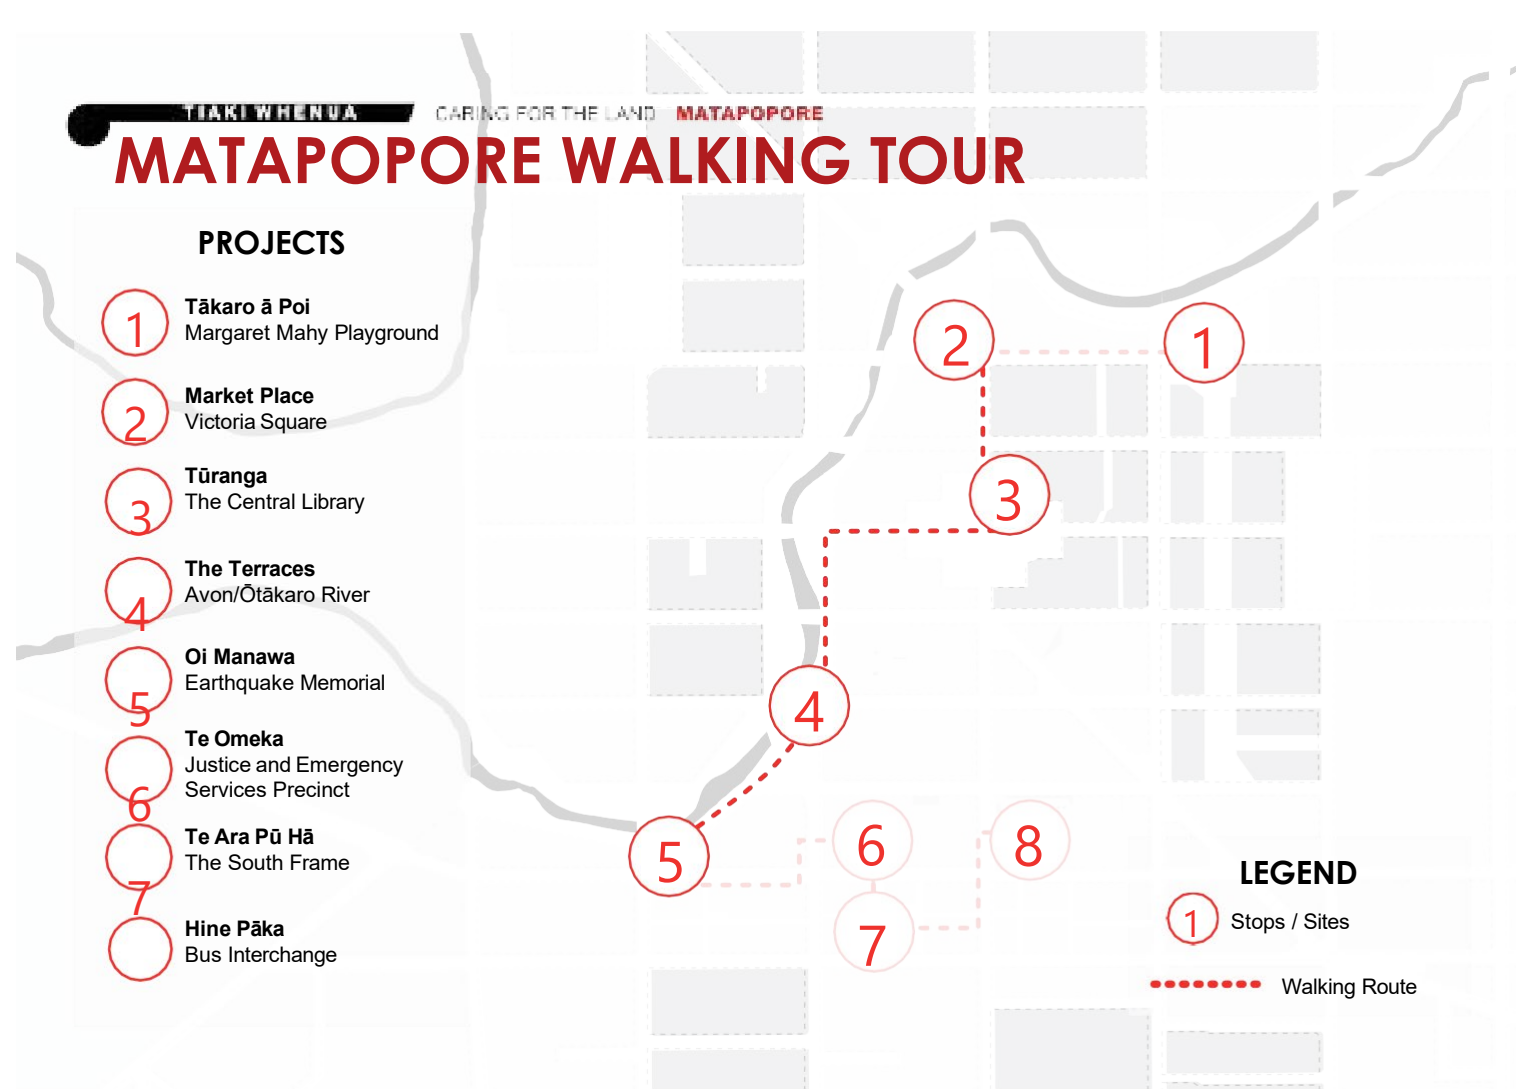 TIAKI WHENUA CARING FOR THE LAND MATAPOPORE
MATAPOPORE WALKING TOUR
PROJECTS
1
Tākaro ā Poi
Margaret Mahy Playground
2
Market Place
Victoria Square
3
Tūranga
The Central Library
4
The Terraces
Avon/Ōtākaro River
5
Oi Manawa
Earthquake Memorial
6
Te Omeka
Justice and Emergency
Services Precinct
7
Te Ara Pū Hā
The South Frame
Hine Pāka
Bus Interchange
2
1
3
4
5
6
8
7
LEGEND
1
Stops / Sites
Walking Route